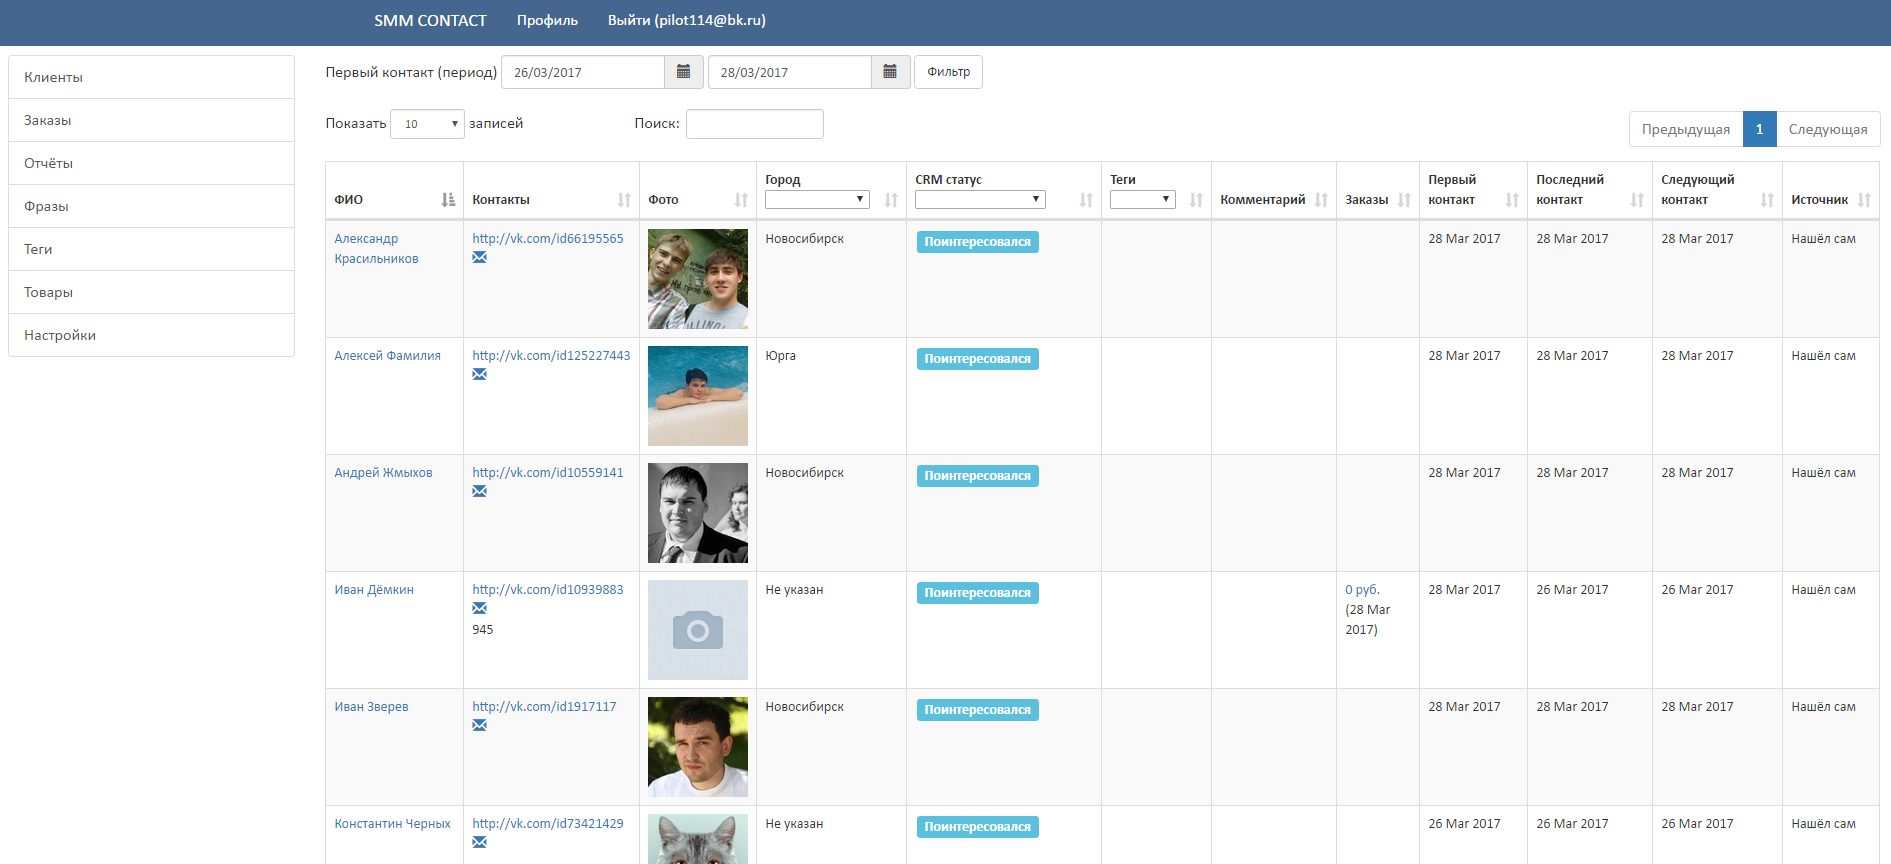 SMM CONTACT Профиль Выйти (pilot114@bk.ru)
Клиенты
Заказы
Отчёты
Фразы
Теги
Товары
Настройки
Первый контакт (период) 26/03/2017 28/03/2017 Фильтр
Показать 10 записей Поиск: Предыдущая 1 Следующая
ФИО Контакты Фото Город CRM статус Теги Комментарий Заказы Первый контакт Последний контакт Следующий контакт Источник
Александр Красильников http://vk.com/id66195565 Новосибирск Поинтересовался 28 Mar 2017 28 Mar 2017 28 Mar 2017 Нашёл сам
Алексей Фамилия http://vk.com/id125227443 Юрга Поинтересовался 28 Mar 2017 28 Mar 2017 28 Mar 2017 Нашёл сам
Андрей Жмыхов http://vk.com/id10559141 Новосибирск Поинтересовался 28 Mar 2017 28 Mar 2017 28 Mar 2017 Нашёл сам
Иван Дёмкин http://vk.com/id10939883 945 Не указан Поинтересовался 0 руб. (28 Mar 2017) 28 Mar 2017 26 Mar 2017 26 Mar 2017 Нашёл сам
Иван Зверев http://vk.com/id1917117 Новосибирск Поинтересовался 28 Mar 2017 28 Mar 2017 28 Mar 2017 Нашёл сам
Константин Черных http://vk.com/id73421429 Не указан Поинтересовался 26 Mar 2017 26 Mar 2017 26 Mar 2017 Нашёл сам